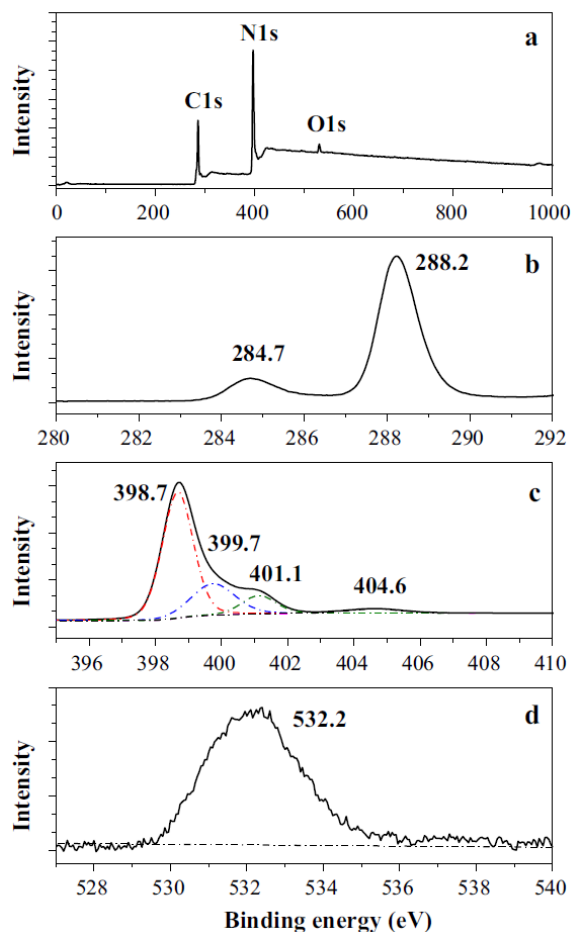 a
N1s
C1s
O1s
Intensity
0 200 400 600 800 1000
b
288.2
284.7
Intensity
280 282 284 286 288 290 292
c
398.7
399.7
401.1
404.6
Intensity
396 398 400 402 404 406 408 410
d
532.2
Intensity
528 530 532 534 536 538 540
Binding energy (eV)